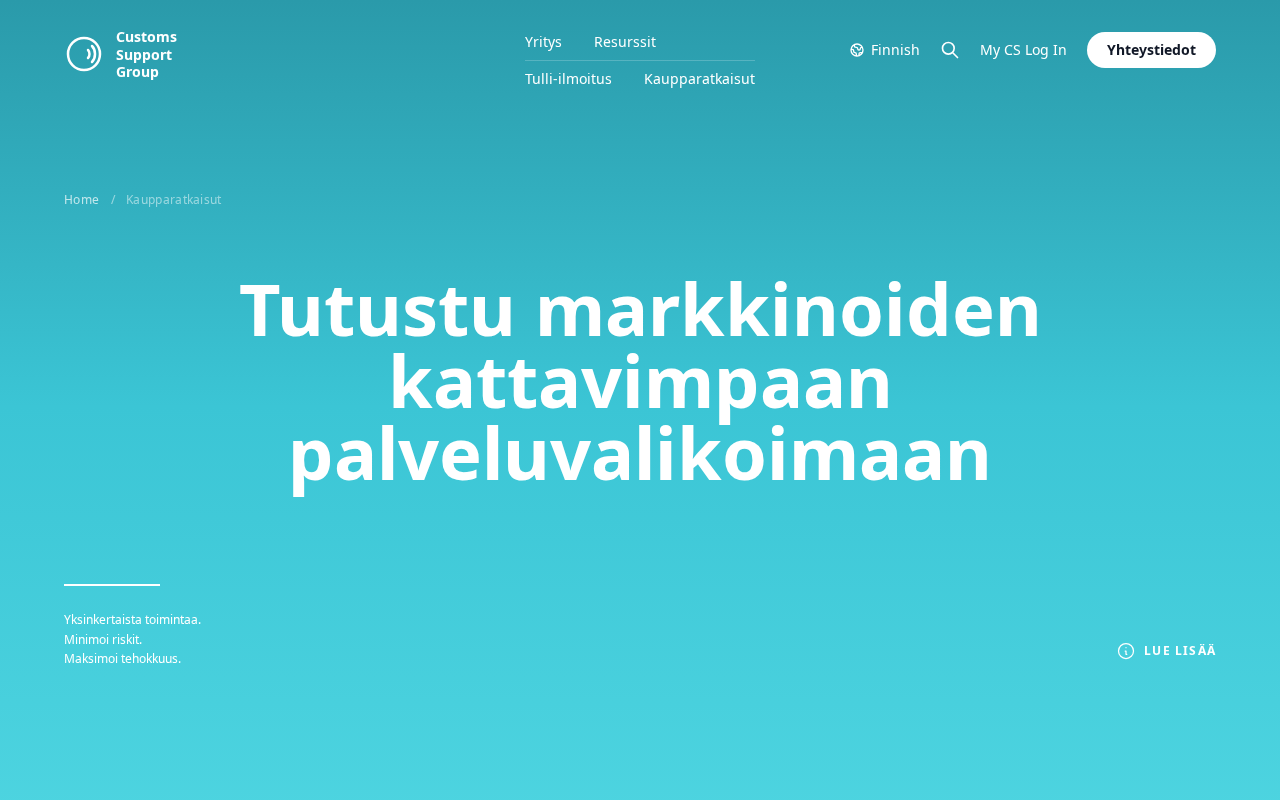 Customs
Support
Group
Yritys Resurssit
Tulli-ilmoitus Kaupparatkaisut
Finnish
My CS Log In
Yhteystiedot
Home / Kaupparatkaisut
Tutustu markkinoiden
kattavimpaan
palveluvalikoimaan
Yksinkertaista toimintaa.
Minimoi riskit.
Maksimoi tehokkuus.
LUE LISÄÄ